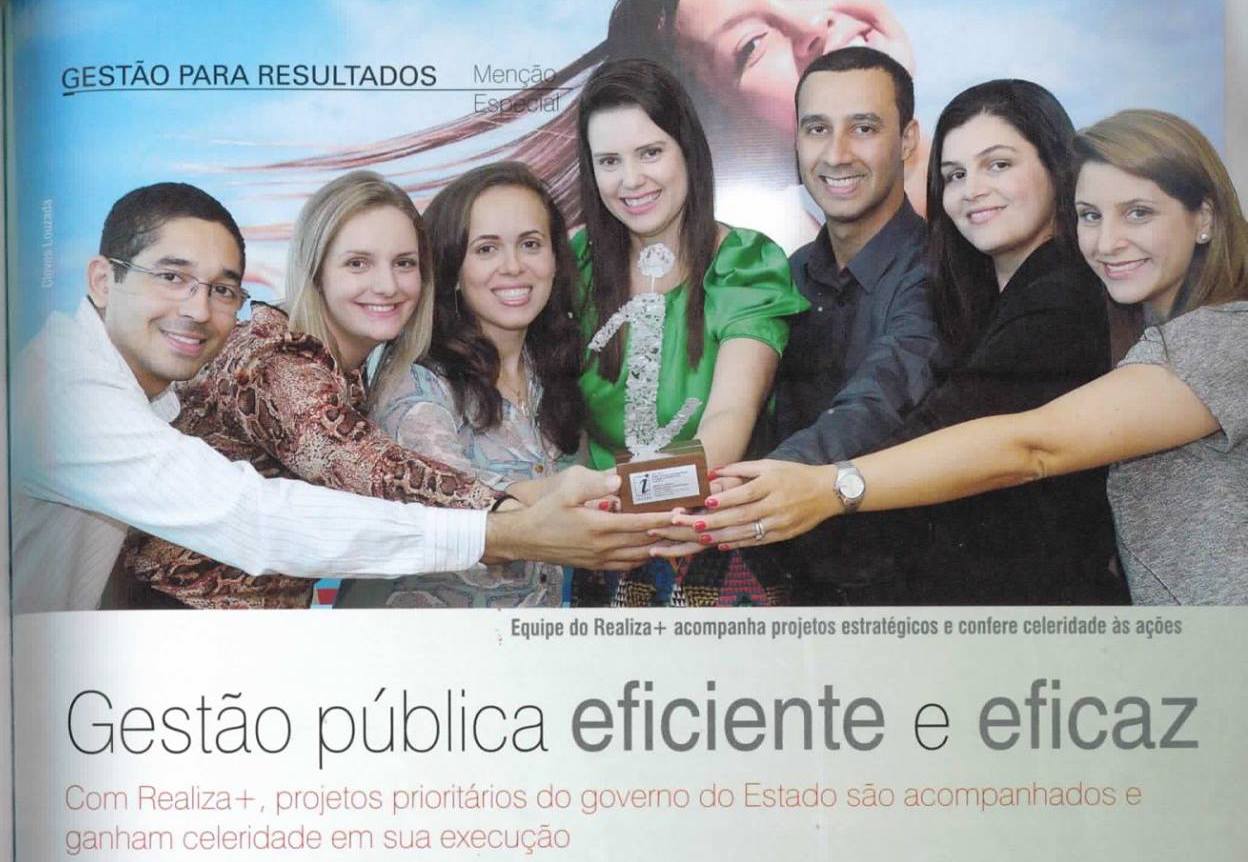 GESTÃO PARA RESULTADOS
Menção
Especial
Cloves Louzada
i
Equipe do Realiza+ acompanha projetos estratégicos e confere celeridade às ações
Gestão pública eficiente e eficaz
Com Realiza+, projetos prioritários do governo do Estado são acompanhados e
ganham celeridade em sua execução